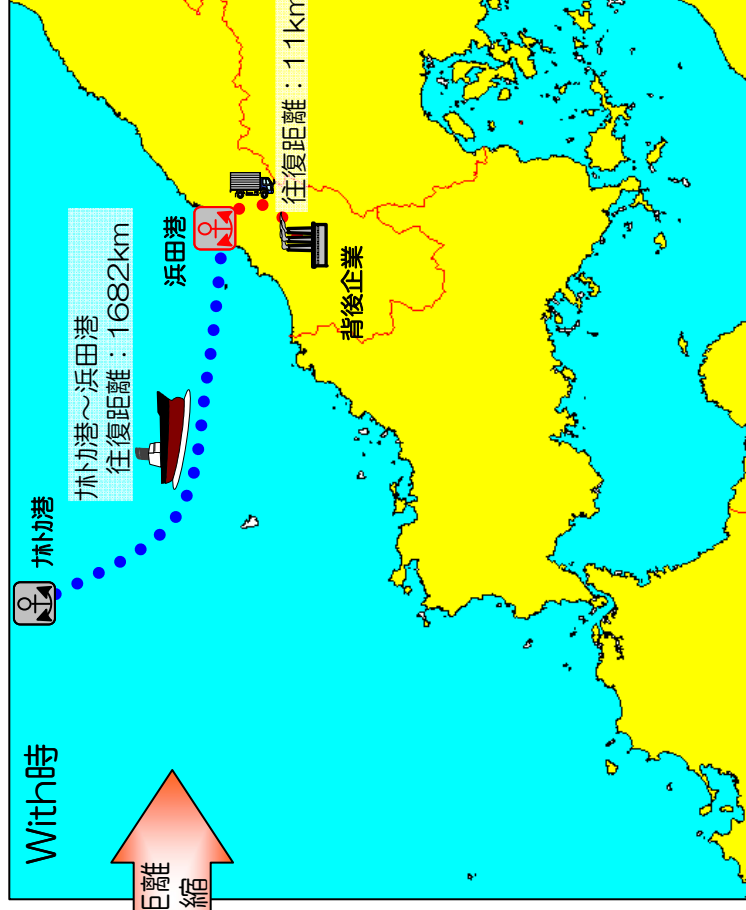 With時
距離
縮
ﾅﾎﾄｶ港
ﾅﾎﾄｶ港～浜田港
往復距離：1682km
浜田港
背後企業
往復距離：11km